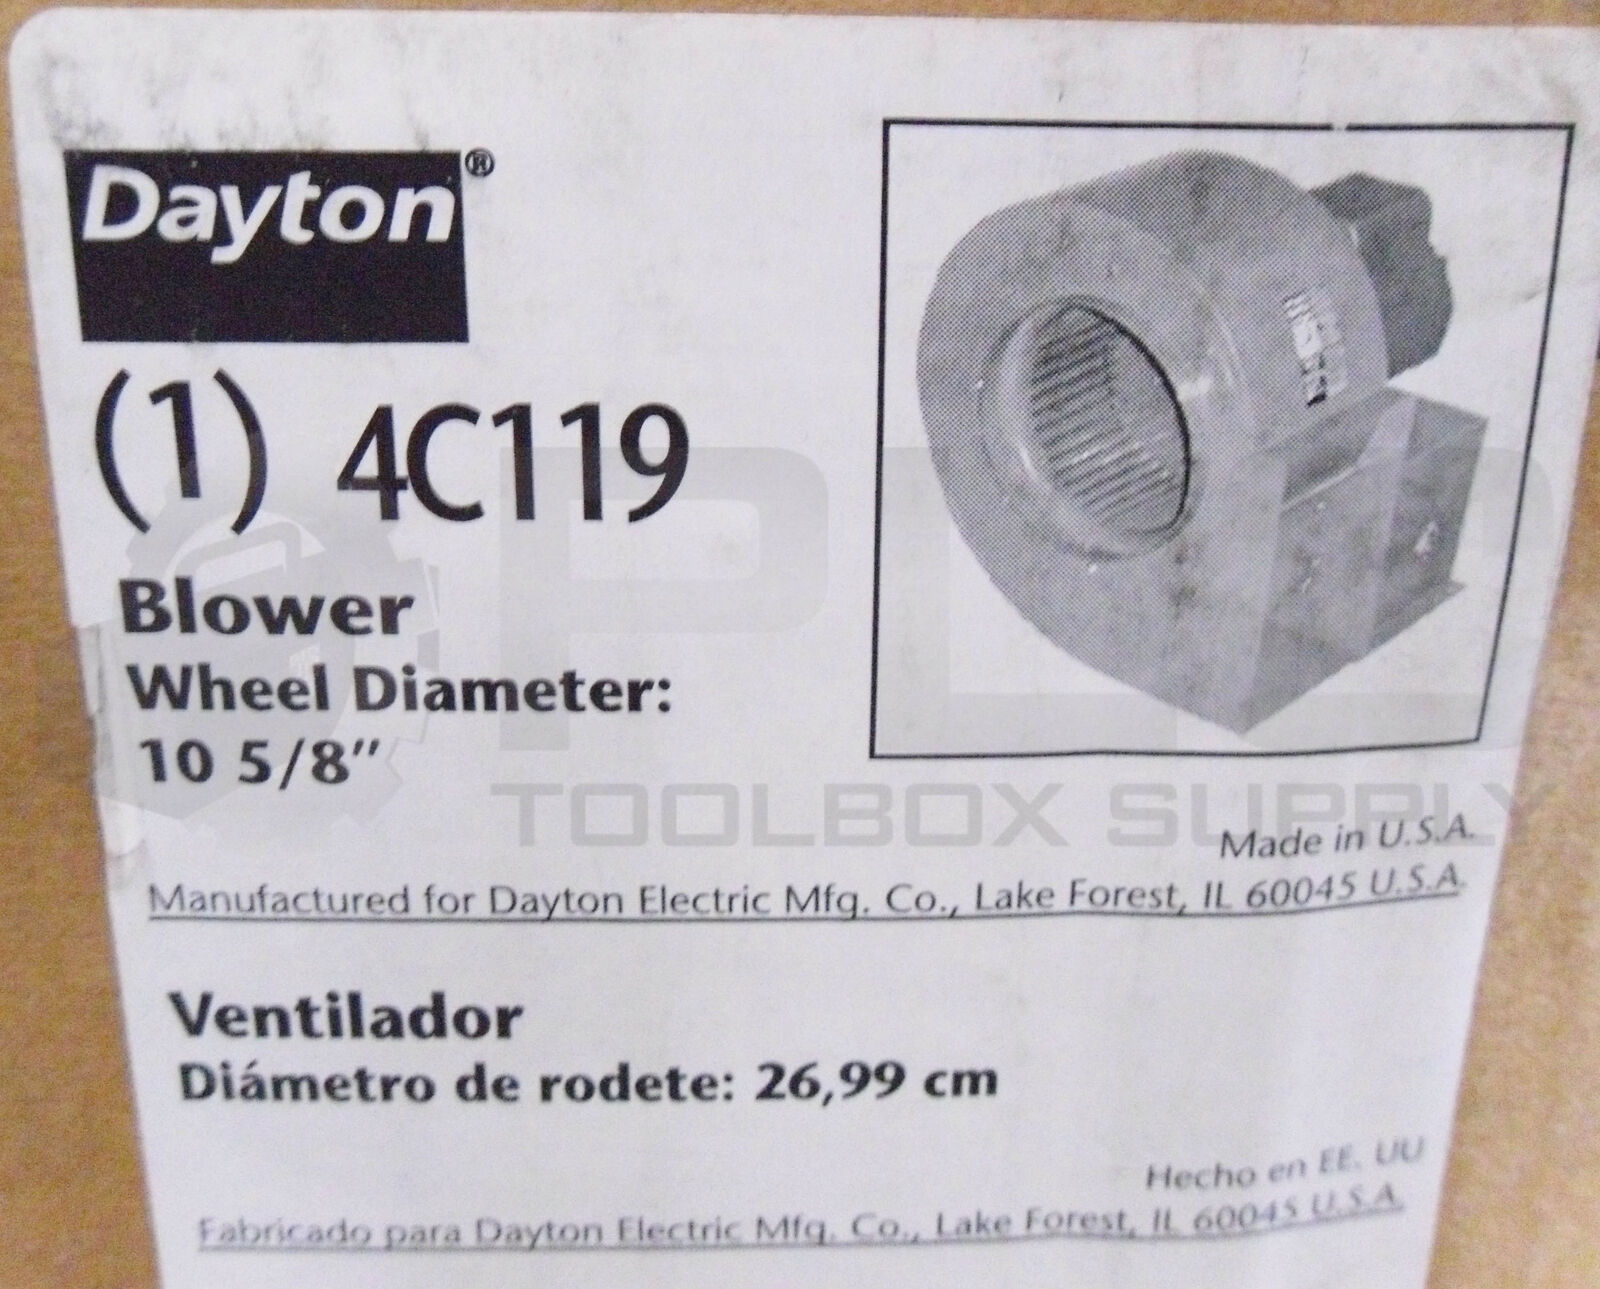 Dayton®
(1) 4C119
Blower
Wheel Diameter:
10 5/8"
PLC
TOOLBOX SUPPLY
Made in U.S.A.
Manufactured for Dayton Electric Mfg. Co., Lake Forest, IL 60045 U.S.A.
Ventilador
Diámetro de rodete: 26,99 cm
Hecho en EE. UU
Fabricado para Dayton Electric Mfg. Co., Lake Forest, IL 60045 U.S.A.